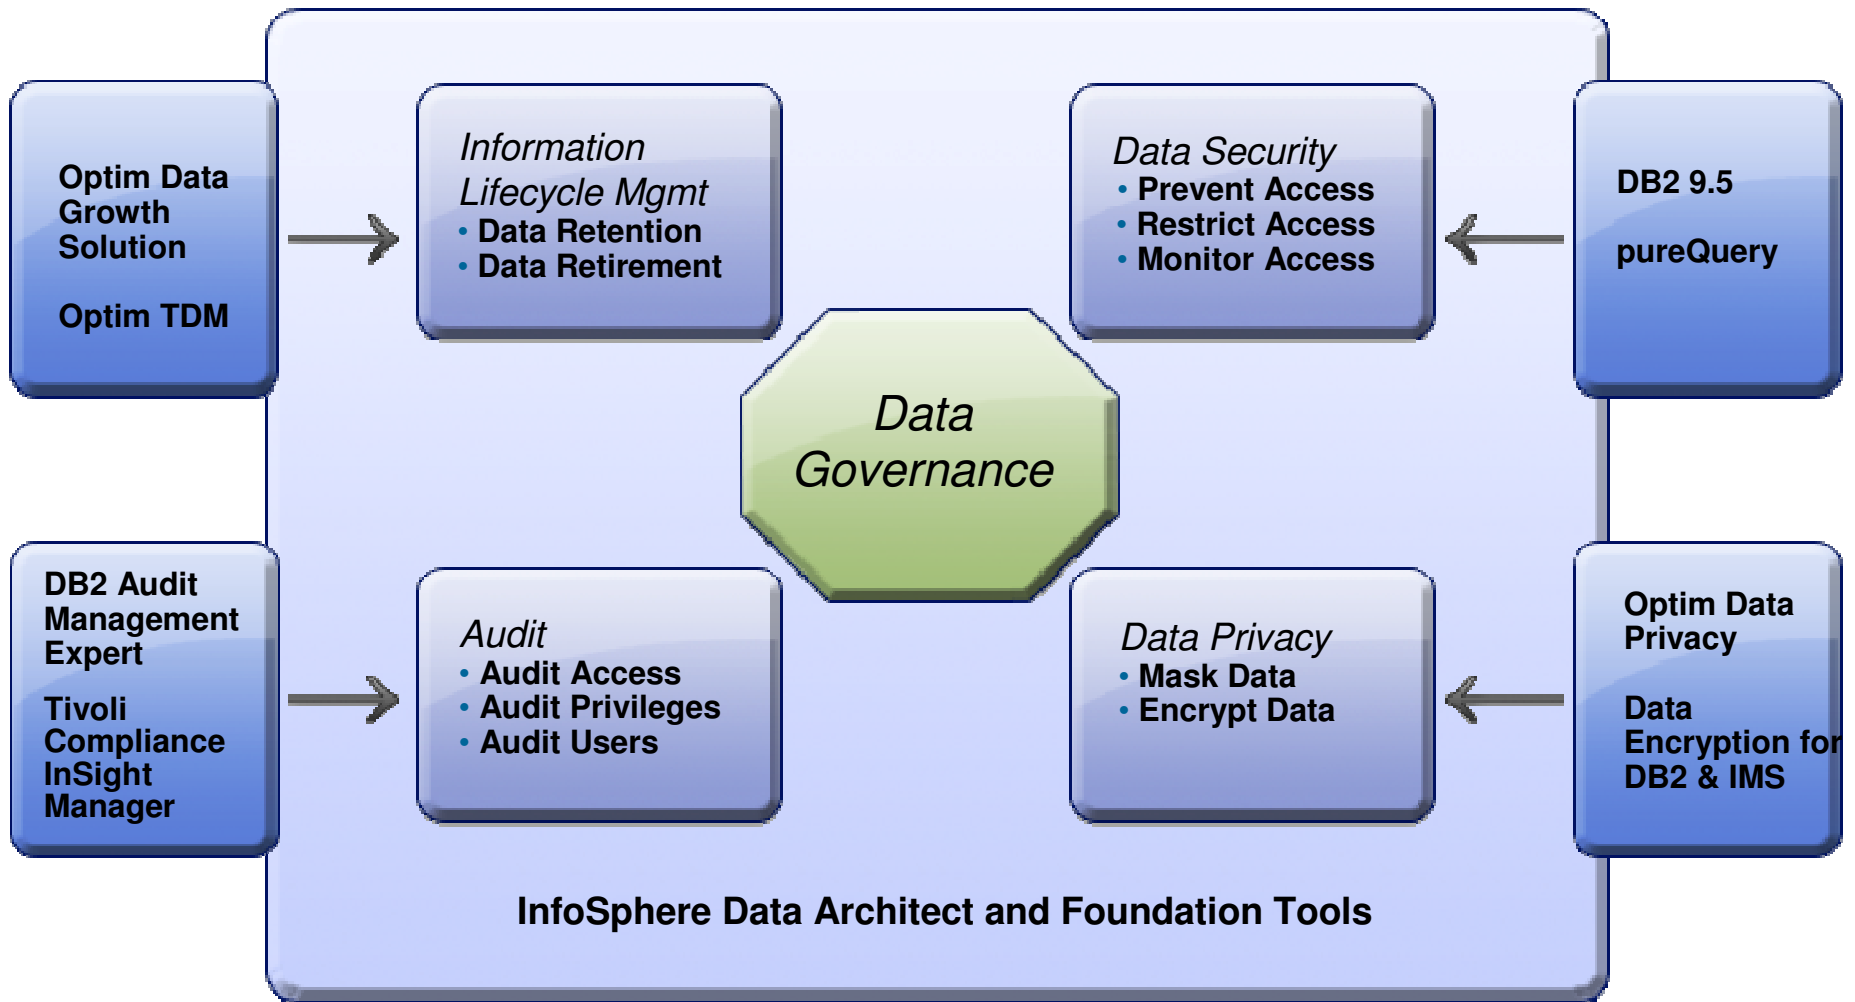 Optim Data
Growth
Solution
Optim TDM
Information
Lifecycle Mgmt
• Data Retention
• Data Retirement
Data Security
• Prevent Access
• Restrict Access
• Monitor Access
DB2 9.5
pureQuery
Data
Governance
DB2 Audit
Management
Expert
Tivoli
Compliance
InSight
Manager
Audit
• Audit Access
• Audit Privileges
• Audit Users
Data Privacy
• Mask Data
• Encrypt Data
Optim Data
Privacy
Data
Encryption for
DB2 & IMS
InfoSphere Data Architect and Foundation Tools